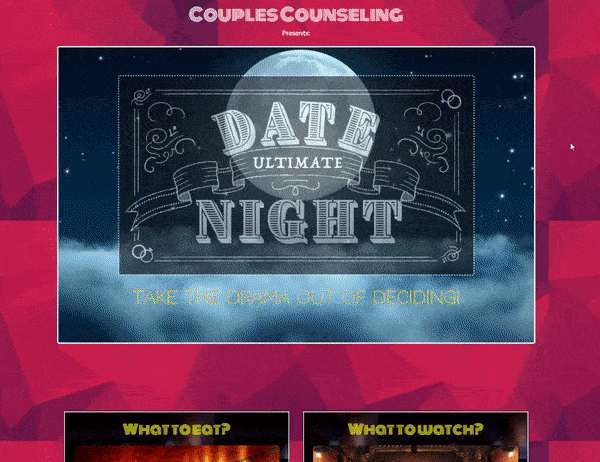 Couples Counseling
Presents:
DATE
ULTIMATE
NIGHT
TAKE THE DRAMA OUT OF DECIDING!
What to eat?
What to watch?